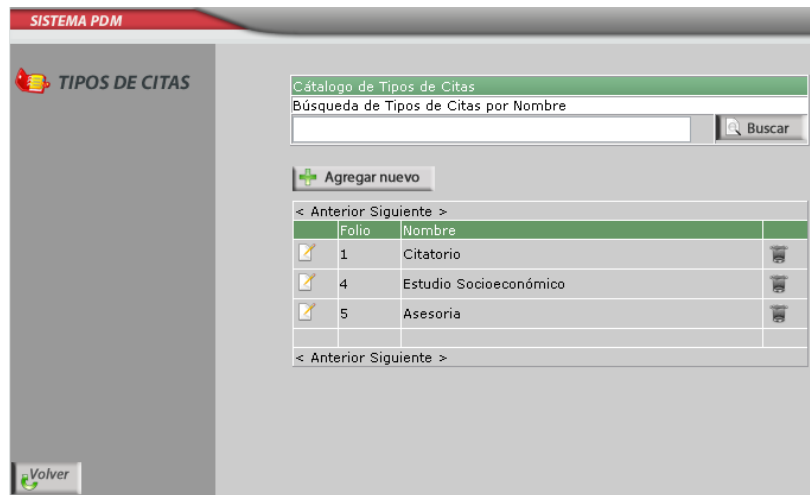 SISTEMA PDM
TIPOS DE CITAS
Cátalogo de Tipos de Citas
Búsqueda de Tipos de Citas por Nombre
Buscar
Agregar nuevo
< Anterior Siguiente >
Folio Nombre
1 Citatorio
4 Estudio Socioeconómico
5 Asesoria
< Anterior Siguiente >
Volver